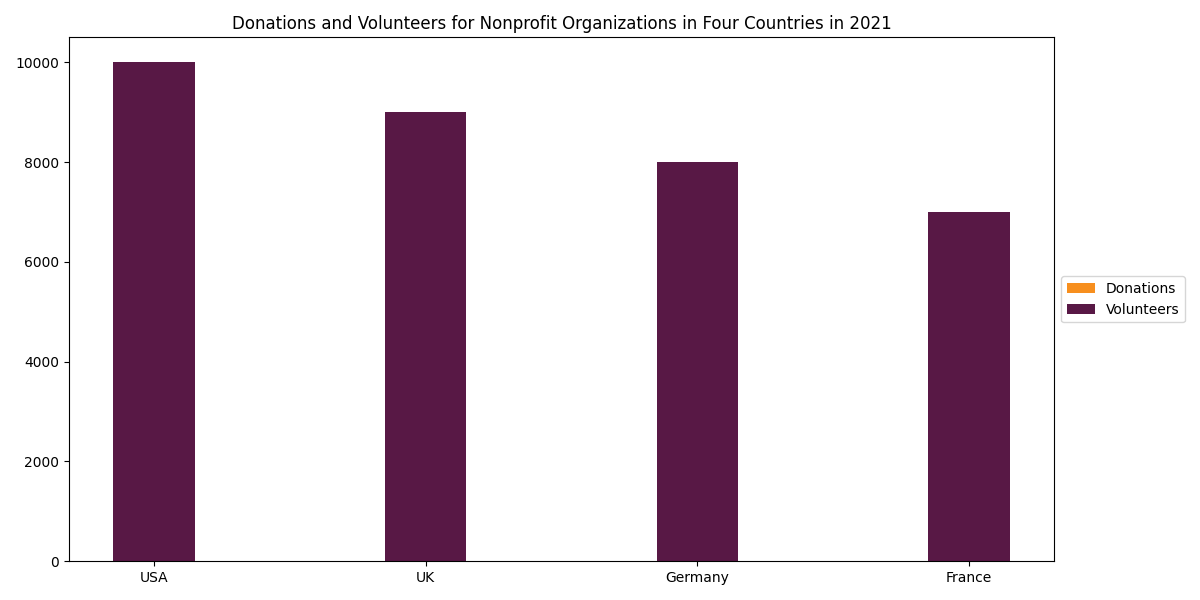 Donations and Volunteers for Nonprofit Organizations in Four Countries in 2021
10000
8000
6000
4000
2000
0
USA UK Germany France
Donations
Volunteers